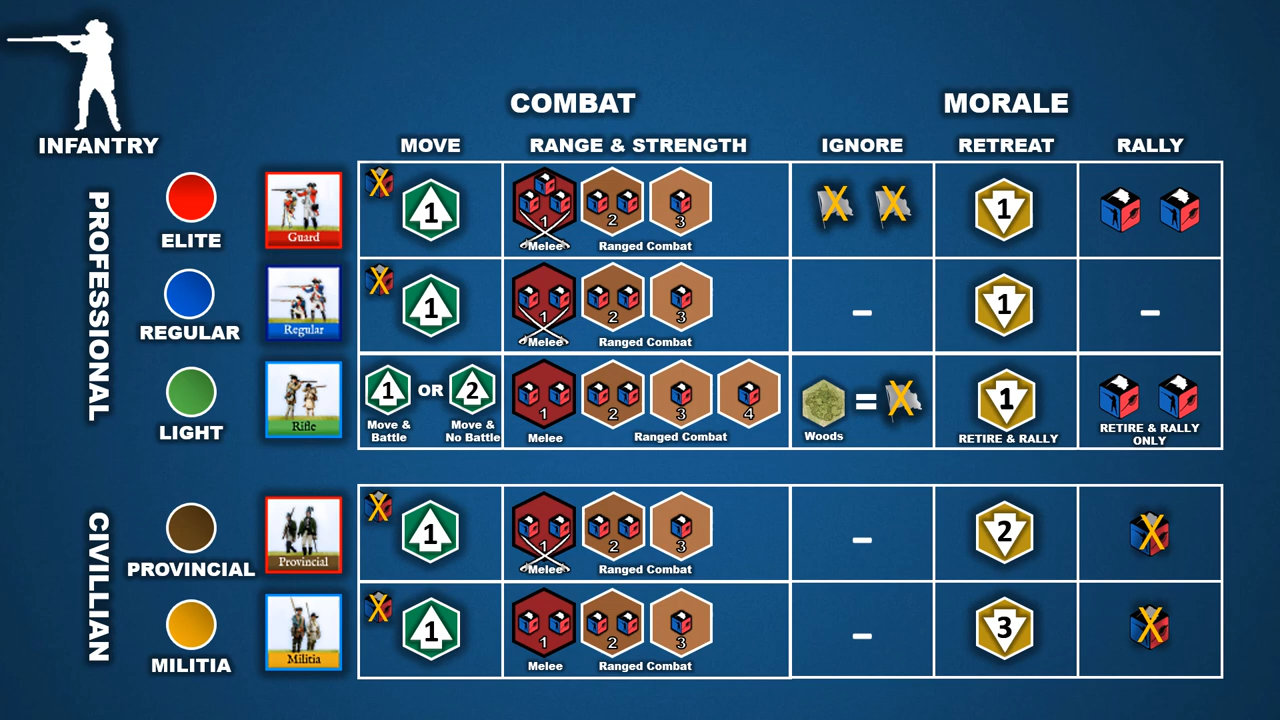 COMBAT
MORALE
INFANTRY
MOVE
RANGE & STRENGTH
IGNORE
RETREAT
RALLY
PROFESSIONAL
ELITE
Guard
1
1
2
3
Melee
Ranged Combat
1
REGULAR
Regular
1
1
2
3
Melee
Ranged Combat
-
1
-
LIGHT
Rifle
1
OR
2
Move &
Battle
Move &
No Battle
1
2
3
4
Melee
Ranged Combat
Woods
=
1
RETIRE & RALLY
RETIRE & RALLY
ONLY
CIVILLIAN
PROVINCIAL
Provincial
1
1
2
3
Melee
Ranged Combat
-
2
MILITIA
Militia
1
1
2
3
Melee
Ranged Combat
-
3